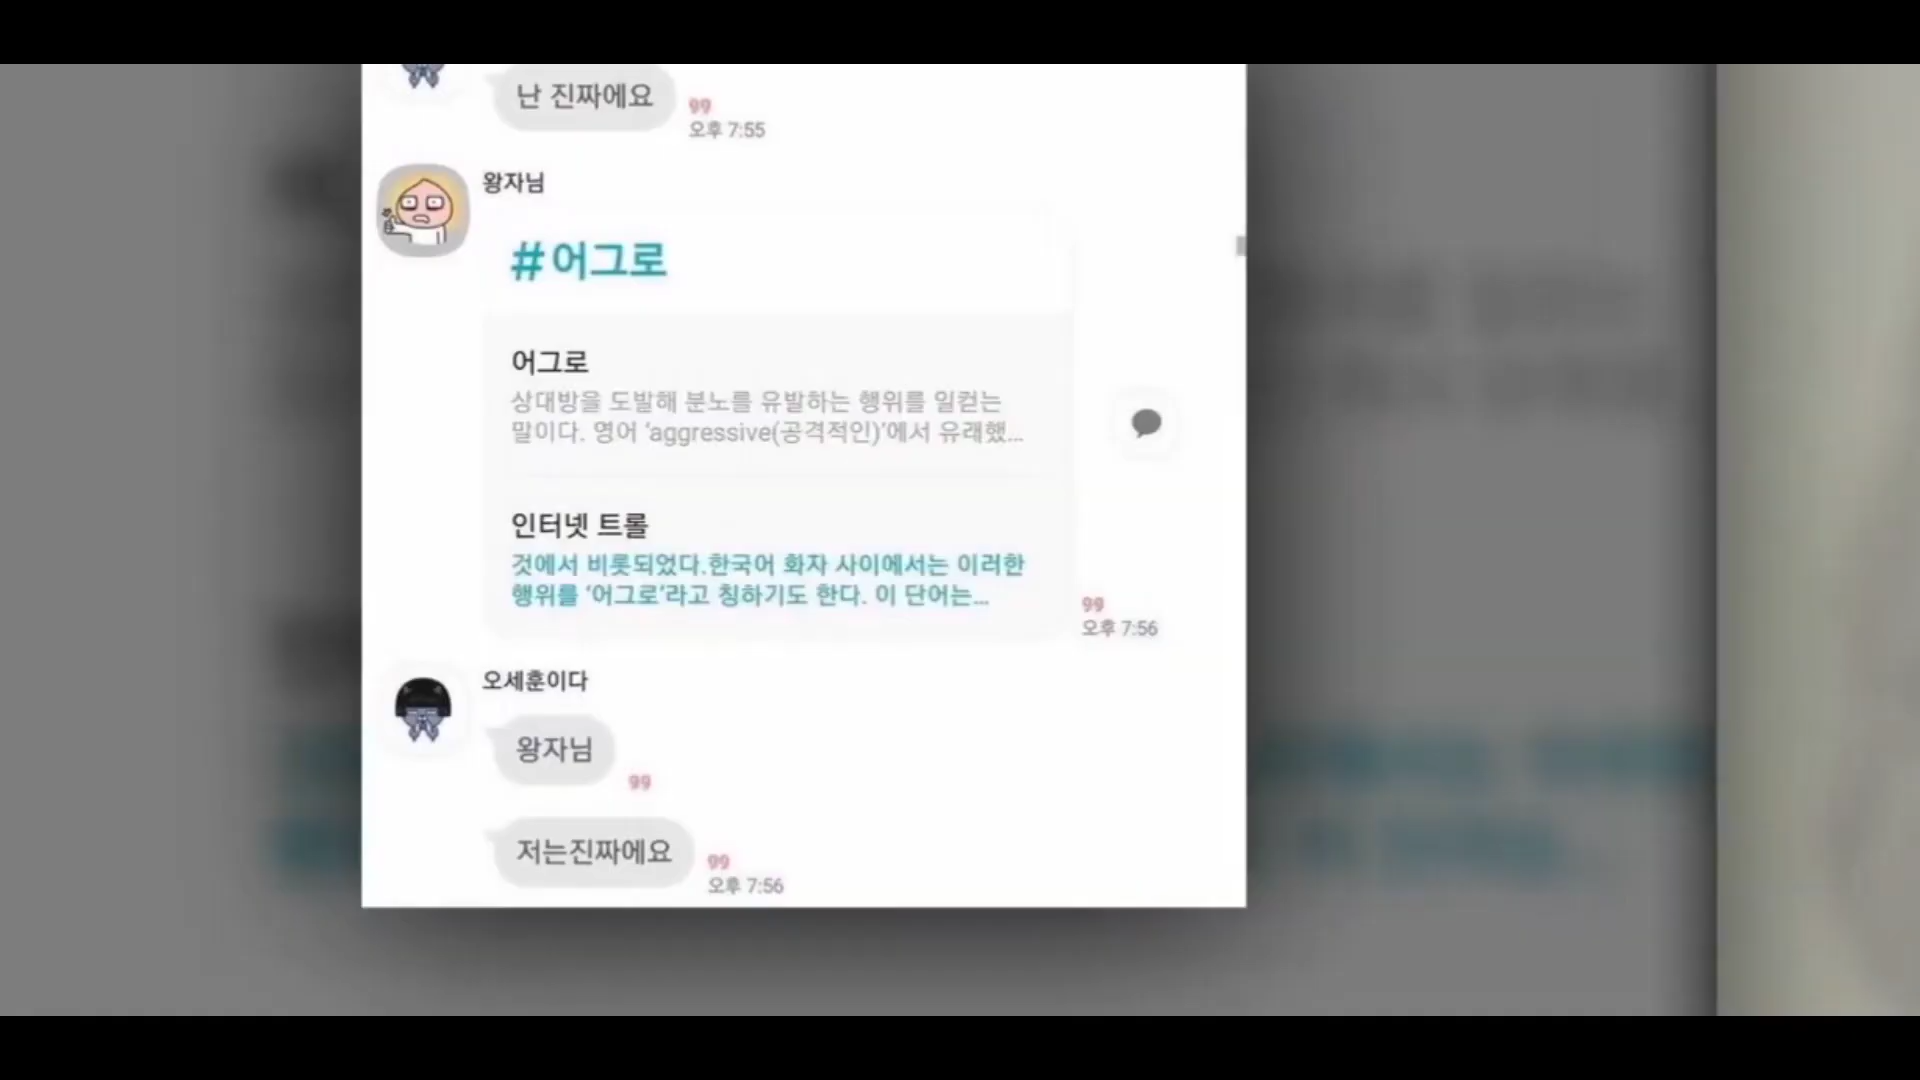 난 진짜에요
99
오후 7:55
왕자님
#어그로
어그로
상대방을 도발해 분노를 유발하는 행위를 일컫는
말이다. 영어 ‘aggressive(공격적인)’에서 유래했...
인터넷 트롤
것에서 비롯되었다.한국어 화자 사이에서는 이러한
행위를 ‘어그로’라고 칭하기도 한다. 이 단어는...
99
오후 7:56
오세훈이다
왕자님
99
저는진짜에요
99
오후 7:56